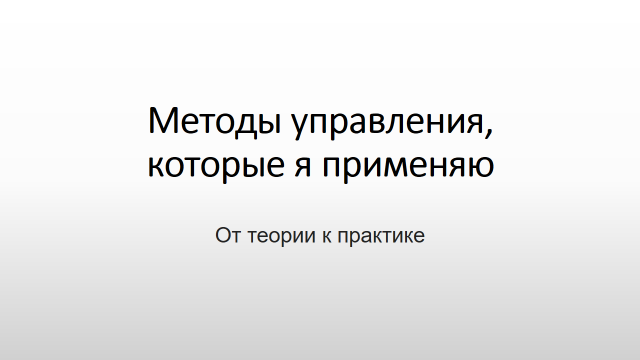 Методы управления,
которые я применяю
От теории к практике